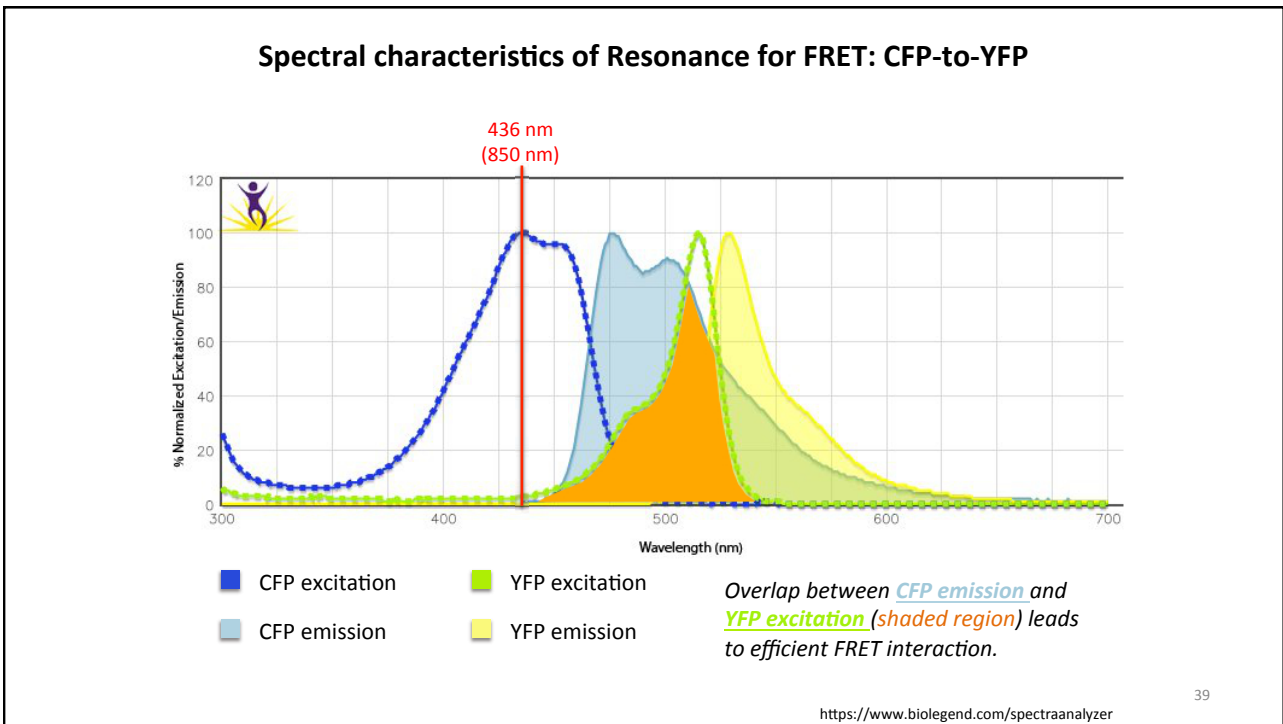 Spectral characteristics of Resonance for FRET: CFP-to-YFP
436 nm
(850 nm)
120
100
80
60
40
20
0
% Normalized Excitation/Emission
300
400
500
600
700
Wavelength (nm)
CFP excitation
YFP excitation
CFP emission
YFP emission
Overlap between CFP emission and
YFP excitation (shaded region) leads
to efficient FRET interaction.
39
https://www.biolegend.com/spectraanalyzer